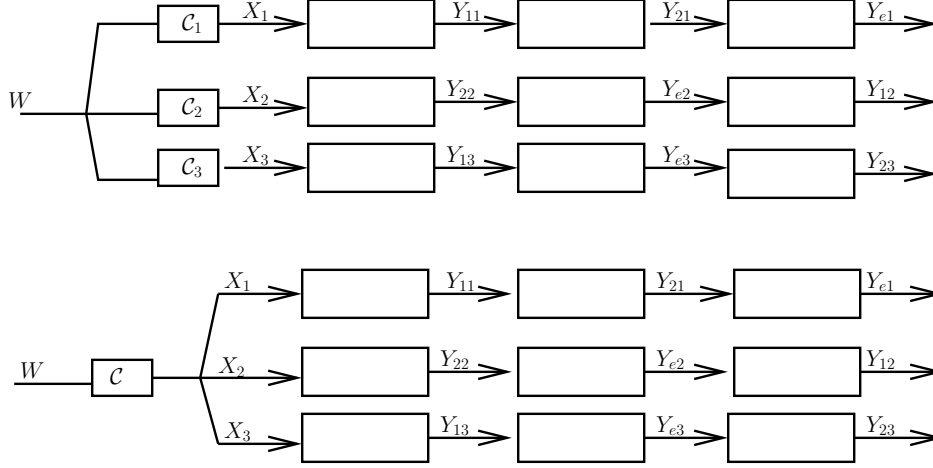 𝒞₁ X₁ Y₁₁ Y₂₁ Yₑ₁
W
𝒞₂ X₂ Y₂₂ Yₑ₂ Y₁₂
𝒞₃ X₃ Y₁₃ Yₑ₃ Y₂₃
X₁ Y₁₁ Y₂₁ Yₑ₁
W 𝒞 X₂ Y₂₂ Yₑ₂ Y₁₂
X₃ Y₁₃ Yₑ₃ Y₂₃